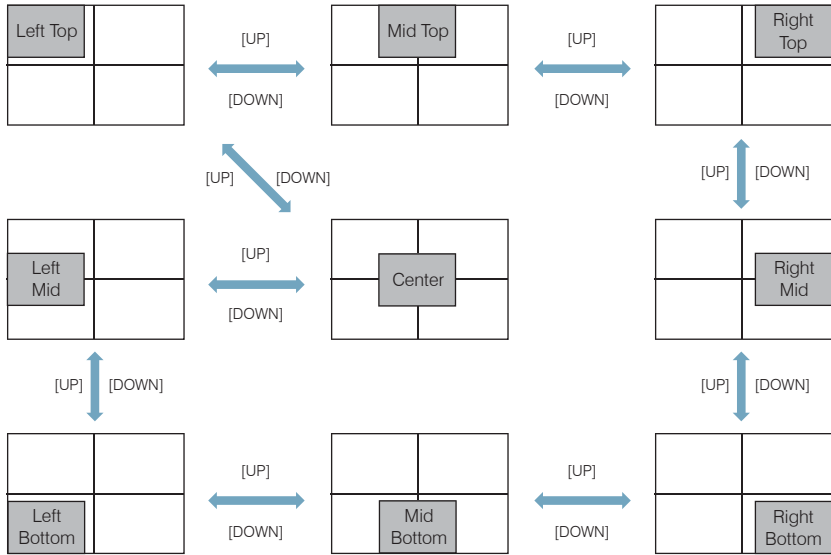 Left Top
[UP]
[DOWN]
Mid Top
[UP]
[DOWN]
Right
Top
[UP]
[DOWN]
[UP]
[DOWN]
Left
Mid
[UP]
[DOWN]
Center
Right
Mid
[UP]
[DOWN]
[UP]
[DOWN]
Left
Bottom
[UP]
[DOWN]
Mid
Bottom
[UP]
[DOWN]
Right
Bottom